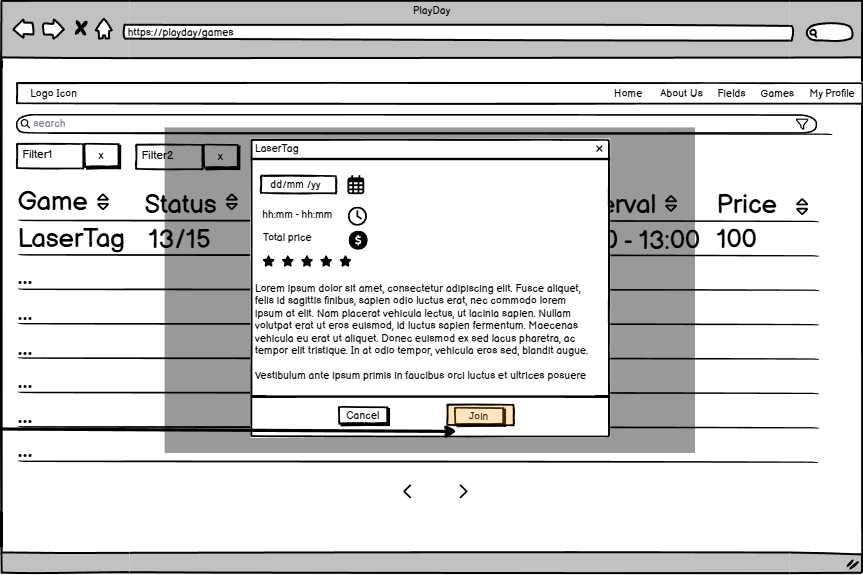 PlayDay
https://playday/games
Logo Icon Home About Us Fields Games My Profile
search
Filter1 x Filter2 x
LaserTag ×
dd/mm /yy
hh:mm - hh:mm
Total price $
Lorem ipsum dolor sit amet, consectetur adipiscing elit. Fusce aliquet,
felis id sagittis finibus, sapien odio luctus erat, nec commodo lorem
ipsum at elit. Nam placerat vehicula lectus, ut lacinia sapien. Nullam
volutpat erat ut eros euismod, id luctus sapien fermentum. Maecenas
vehicula eu erat ut aliquet. Donec euismod ex sed lacus pharetra, ac
tempor elit tristique. In at odio tempor, vehicula eros sed, blandit augue.
Vestibulum ante ipsum primis in faucibus orci luctus et ultrices posuere
Cancel Join
Game Status erval Price
LaserTag 13/15 0 - 13:00 100
...
...
...
...
...
...